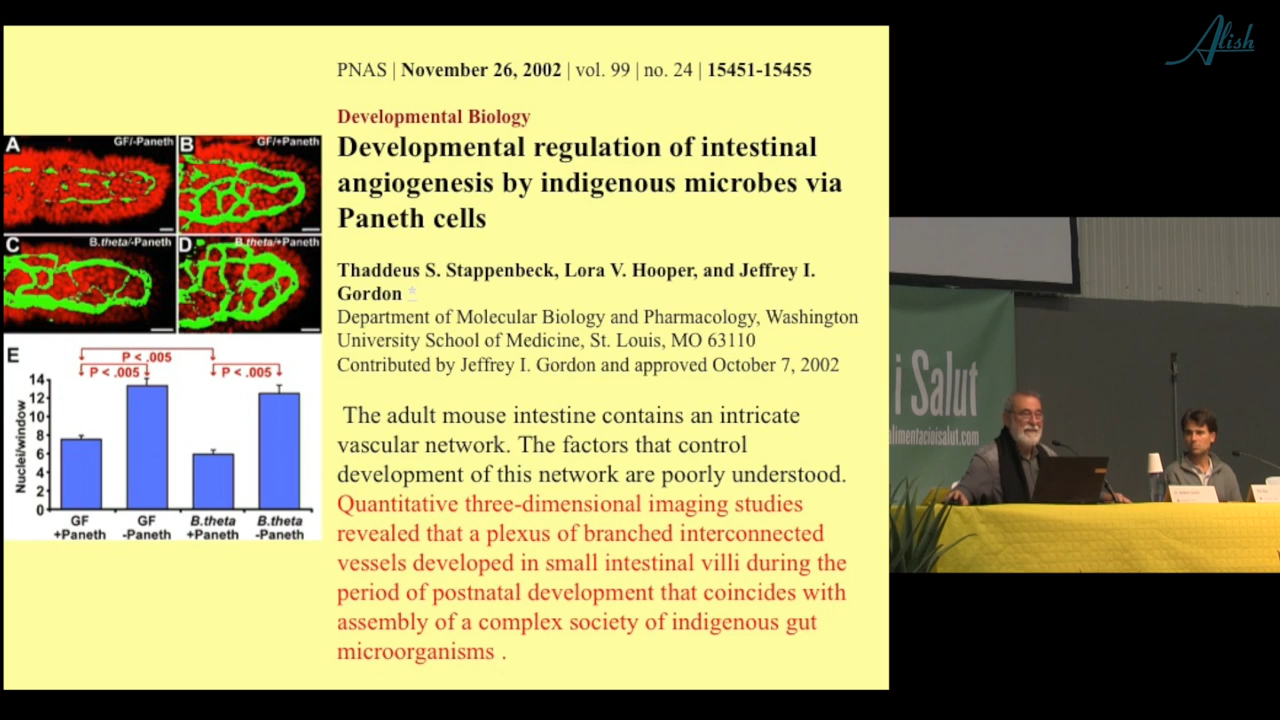 Alish
PNAS | November 26, 2002 | vol. 99 | no. 24 | 15451-15455
Developmental Biology
Developmental regulation of intestinal
angiogenesis by indigenous microbes via
Paneth cells
Thaddeus S. Stappenbeck, Lora V. Hooper, and Jeffrey I.
Gordon *
Department of Molecular Biology and Pharmacology, Washington
University School of Medicine, St. Louis, MO 63110
Contributed by Jeffrey I. Gordon and approved October 7, 2002
The adult mouse intestine contains an intricate
vascular network. The factors that control
development of this network are poorly understood.
Quantitative three-dimensional imaging studies
revealed that a plexus of branched interconnected
vessels developed in small intestinal villi during the
period of postnatal development that coincides with
assembly of a complex society of indigenous gut
microorganisms .
A GF/-Paneth
B GF/+Paneth
C B.theta/-Paneth
D B.theta/+Paneth
E
P < .005
P < .005 P < .005
Nuclei/window
14
12
10
8
6
4
2
0
GF GF B.theta B.theta
+Paneth -Paneth +Paneth -Paneth
i Salut
alimentacioisalut.com